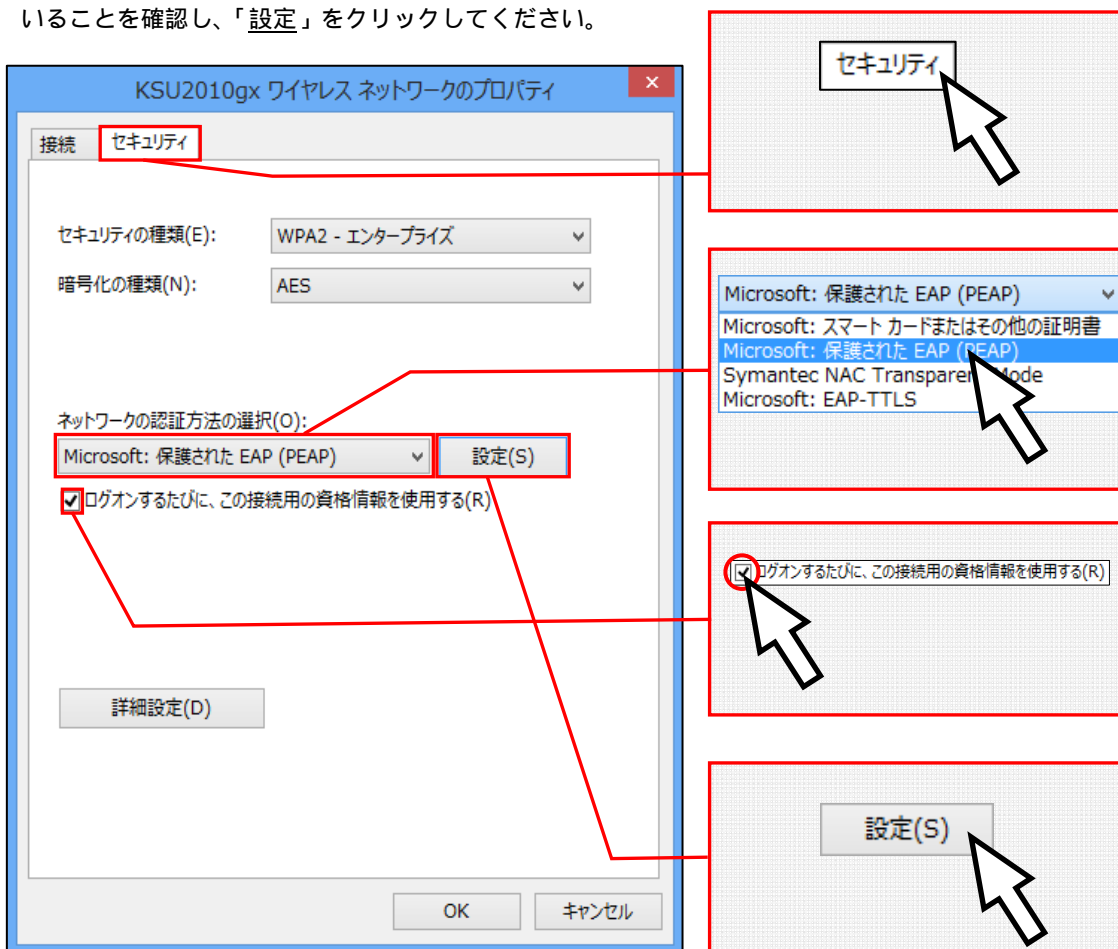 いることを確認し、「設定」をクリックしてください。
KSU2010gx ワイヤレス ネットワークのプロパティ
接続
セキュリティ
セキュリティの種類(E):
WPA2 - エンタープライズ
暗号化の種類(N):
AES
ネットワークの認証方法の選択(O):
Microsoft: 保護された EAP (PEAP)
設定(S)
ログオンするたびに、この接続用の資格情報を使用する(R)
詳細設定(D)
OK
キャンセル
セキュリティ
Microsoft: 保護された EAP (PEAP)
Microsoft: スマート カードまたはその他の証明書
Microsoft: 保護された EAP (PEAP)
Symantec NAC Transparent Mode
Microsoft: EAP-TTLS
ログオンするたびに、この接続用の資格情報を使用する(R)
設定(S)